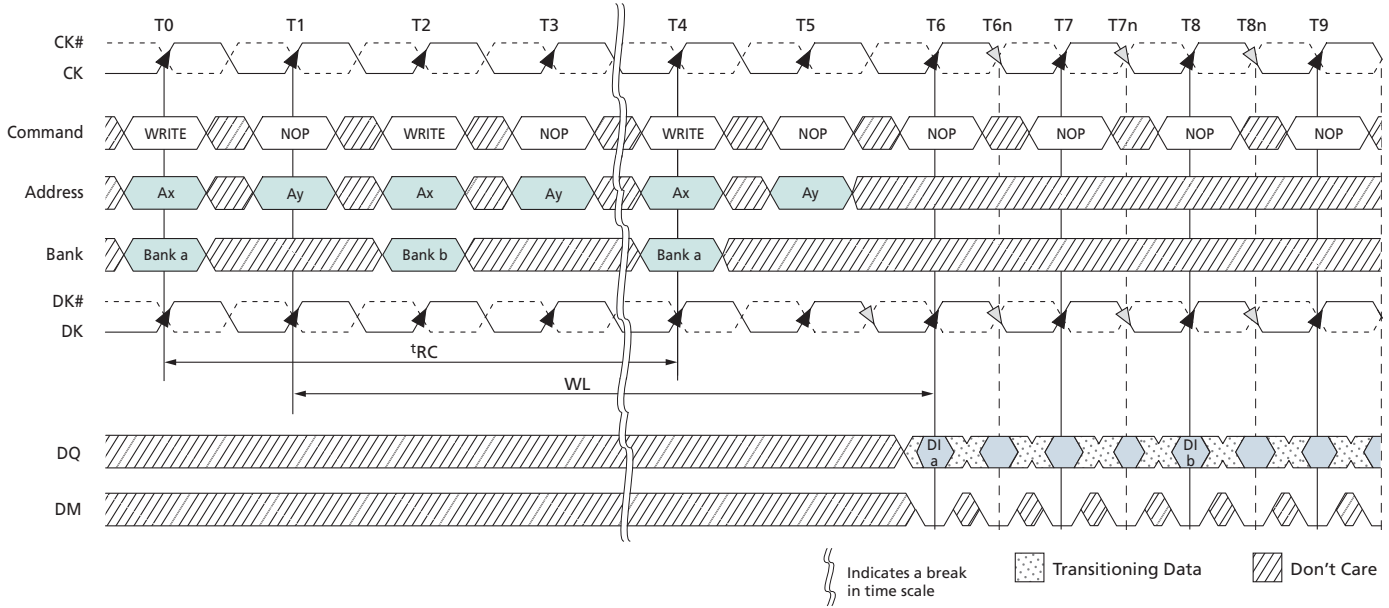 T0 T1 T2 T3 T4 T5 T6 T6n T7 T7n T8 T8n T9
CK#
CK
Command WRITE NOP WRITE NOP WRITE NOP NOP NOP NOP NOP
Address Ax Ay Ax Ay Ax Ay
Bank Bank a Bank b Bank a
DK#
DK
tRC
WL
DQ DI a DI b
DM
Indicates a break
in time scale
Transitioning Data
Don't Care